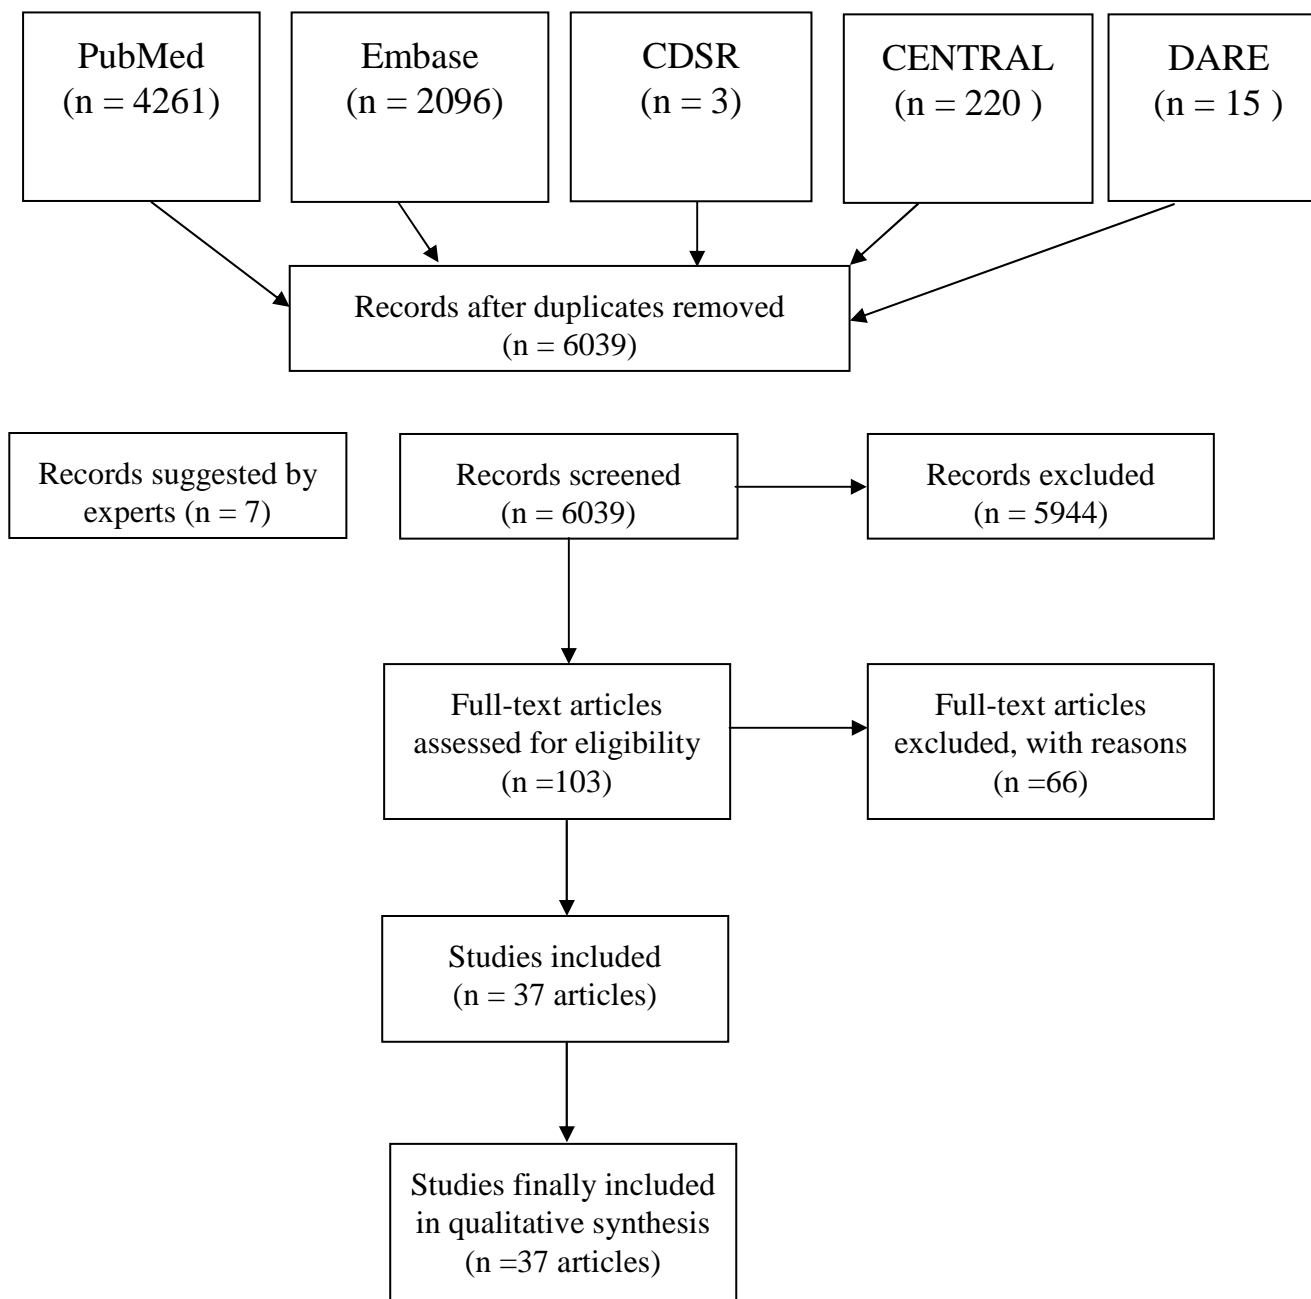 PubMed
(n = 4261)
Embase
(n = 2096)
CDSR
(n = 3)
CENTRAL
(n = 220 )
DARE
(n = 15 )
Records after duplicates removed
(n = 6039)
Records suggested by
experts (n = 7)
Records screened
(n = 6039)
Records excluded
(n = 5944)
Full-text articles
assessed for eligibility
(n =103)
Full-text articles
excluded, with reasons
(n =66)
Studies included
(n = 37 articles)
Studies finally included
in qualitative synthesis
(n =37 articles)